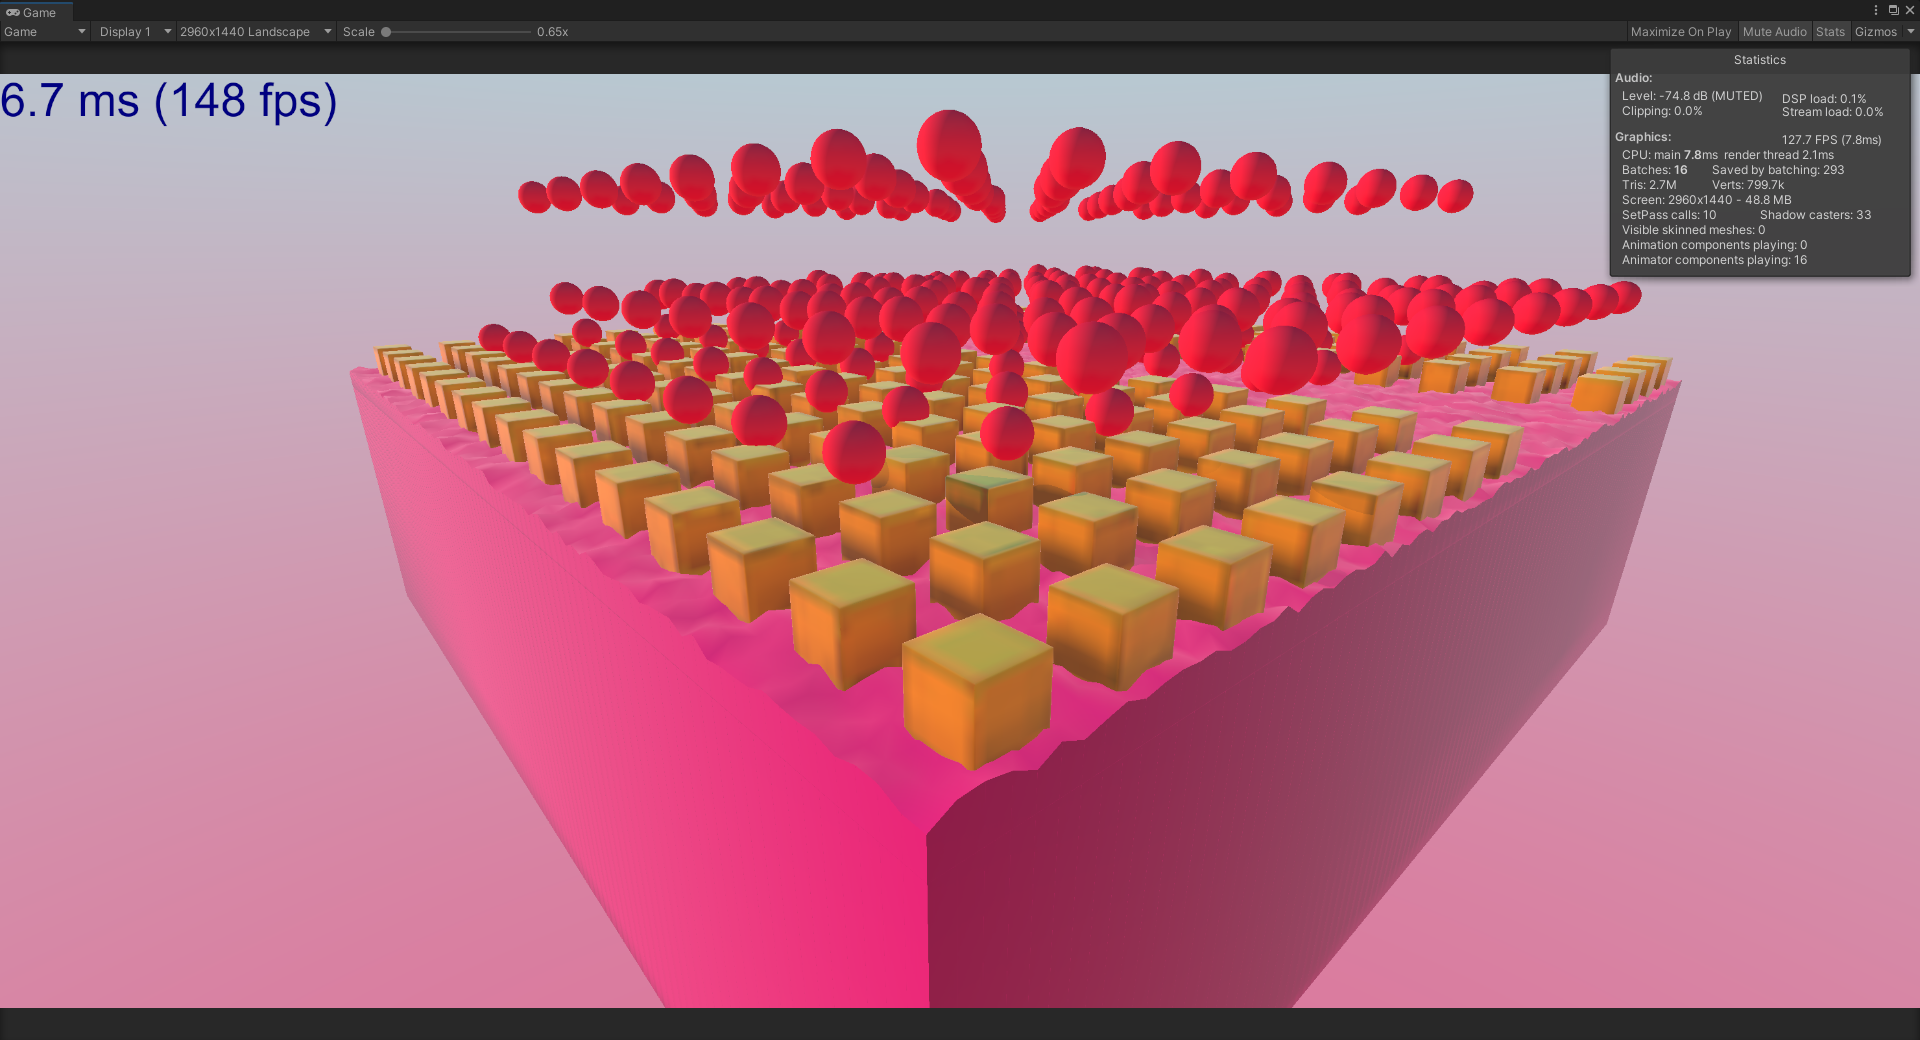 Game
Game Display 1 2960x1440 Landscape Scale 0.65x Maximize On Play Mute Audio Stats Gizmos
6.7 ms (148 fps)
Statistics
Audio:
Level: -74.8 dB (MUTED) DSP load: 0.1%
Clipping: 0.0% Stream load: 0.0%
Graphics: 127.7 FPS (7.8ms)
CPU: main 7.8ms render thread 2.1ms
Batches: 16 Saved by batching: 293
Tris: 2.7M Verts: 799.7k
Screen: 2960x1440 - 48.8 MB
SetPass calls: 10 Shadow casters: 33
Visible skinned meshes: 0
Animation components playing: 0
Animator components playing: 16